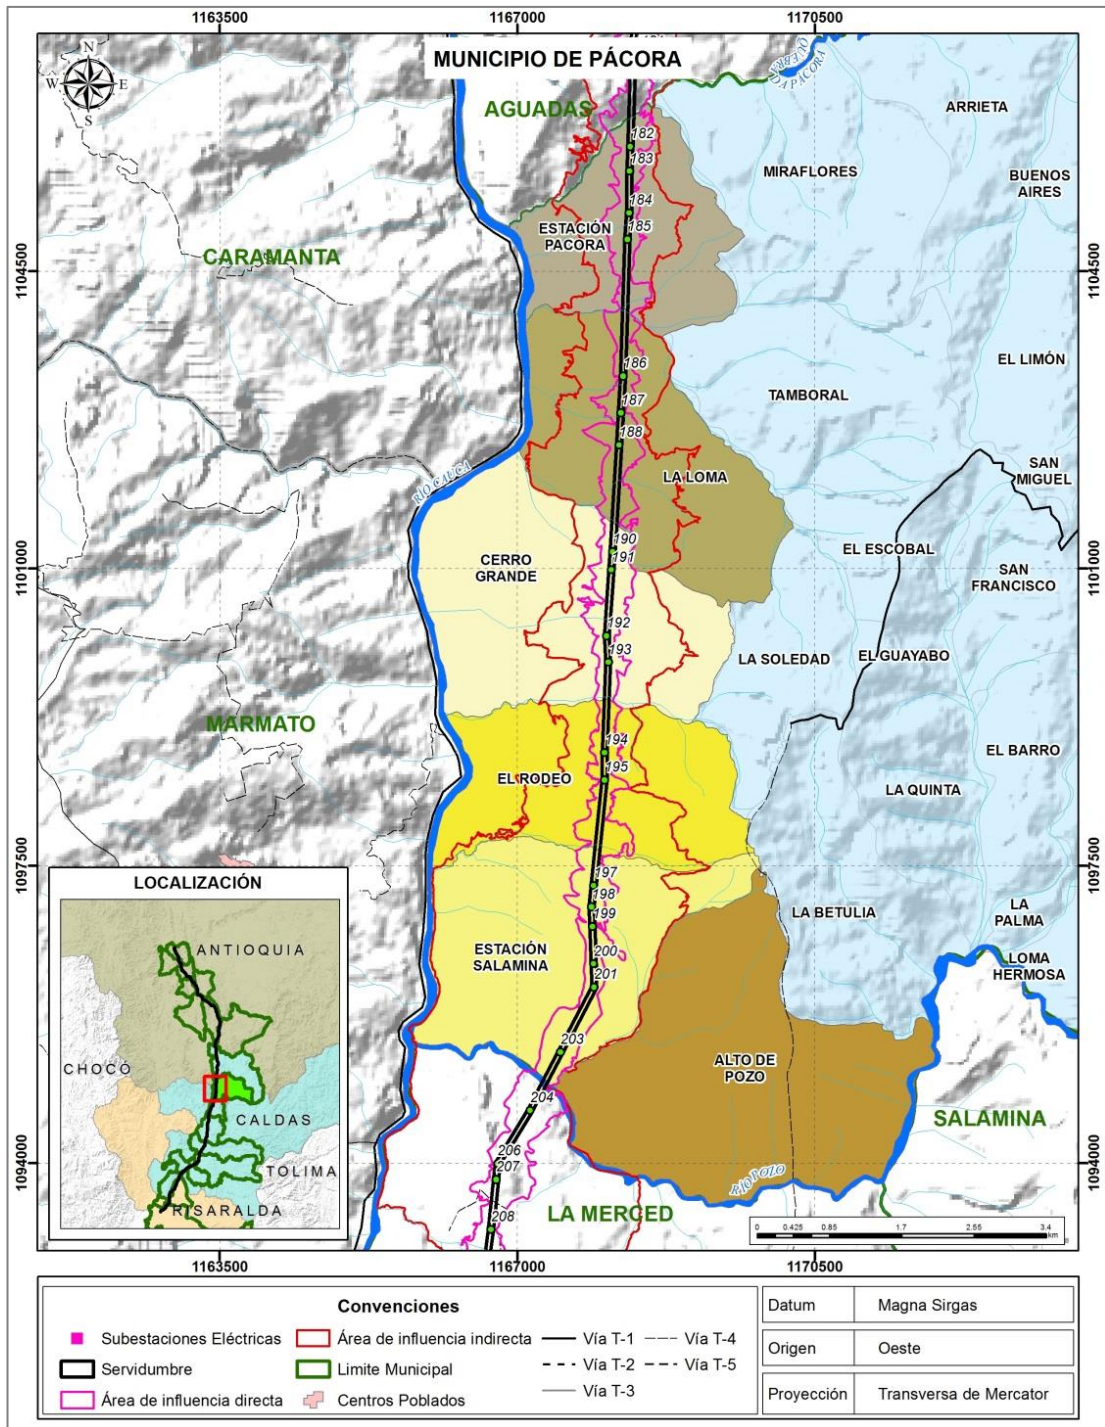 1163500
1167000
1170500
MUNICIPIO DE PÁCORA
N
W
E
S
AGUADAS
QUEBRA
DA PÁCORA
ARRIETA
182
183
MIRAFLORES
BUENOS
AIRES
184
185
ESTACIÓN
PACORA
CARAMANTA
1104500
1104500
186
EL LIMÓN
187
TAMBORAL
188
LA LOMA
SAN
MIGUEL
RÍO CAUCA
190
191
EL ESCOBAL
CERRO
GRANDE
SAN
FRANCISCO
1101000
1101000
192
193
LA SOLEDAD
EL GUAYABO
MARMATO
194
195
EL BARRO
EL RODEO
LA QUINTA
1097500
1097500
197
198
199
LA BETULIA
LA
PALMA
200
201
ESTACIÓN
SALAMINA
LOMA
HERMOSA
203
ALTO DE
POZO
204
SALAMINA
206
207
RÍO POZO
208
LA MERCED
1094000
1094000
LOCALIZACIÓN
ANTIOQUIA
CHOCÓ
CALDAS
TOLIMA
RISARALDA
0 0.425 0.85 1.7 2.55 3.4
km
1163500
1167000
1170500
Convenciones
Subestaciones Eléctricas
Servidumbre
Área de influencia directa
Área de influencia indirecta
Limite Municipal
Centros Poblados
Vía T-1
Vía T-2
Vía T-3
Vía T-4
Vía T-5
Datum Magna Sirgas
Origen Oeste
Proyección Transversa de Mercator